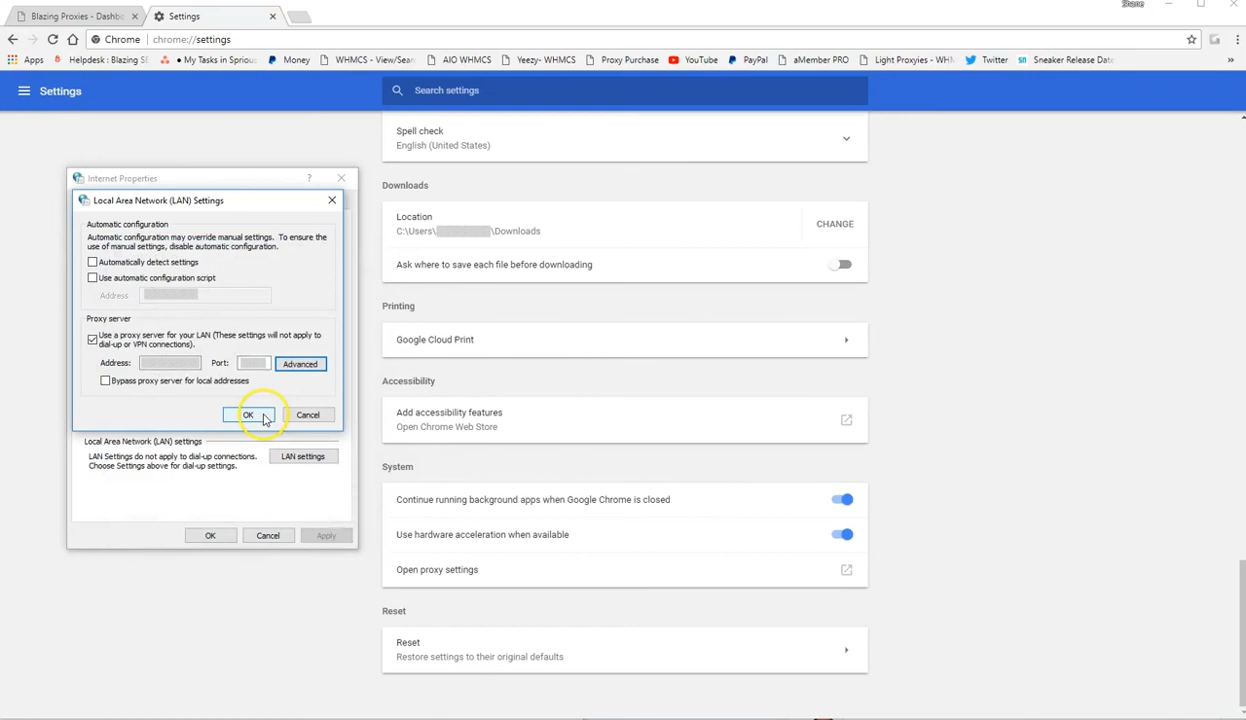 Shane
Blazing Proxies - Dashbo
Settings
Chrome chrome://settings
Apps
Helpdesk : Blazing SE
My Tasks in Sprious
Money
WHMCS - View/Sear
AIO WHMCS
Yeezy- WHMCS
Proxy Purchase
YouTube
PayPal
aMember PRO
Light Proxyies - WHM
Twitter
sn Sneaker Release Date
»
Settings
Search settings
Spell check
English (United States)
Downloads
Location
C:\Users\ \Downloads
CHANGE
Ask where to save each file before downloading
Printing
Google Cloud Print
Accessibility
Add accessibility features
Open Chrome Web Store
System
Continue running background apps when Google Chrome is closed
Use hardware acceleration when available
Open proxy settings
Reset
Reset
Restore settings to their original defaults
Internet Properties
?
Local Area Network (LAN) Settings
Automatic configuration
Automatic configuration may override manual settings. To ensure the
use of manual settings, disable automatic configuration.
Automatically detect settings
Use automatic configuration script
Address
Proxy server
Use a proxy server for your LAN (These settings will not apply to
dial-up or VPN connections).
Address:
Port:
Advanced
Bypass proxy server for local addresses
OK
Cancel
Local Area Network (LAN) settings
LAN Settings do not apply to dial-up connections.
Choose Settings above for dial-up settings.
LAN settings
OK
Cancel
Apply